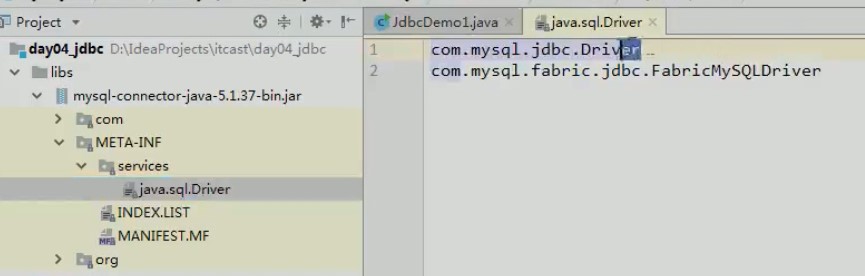 Project
JdbcDemo1.java
java.sql.Driver
day04_jdbc D:\IdeaProjects\itcast\day04_jdbc
libs
mysql-connector-java-5.1.37-bin.jar
com
META-INF
services
java.sql.Driver
INDEX.LIST
MANIFEST.MF
org
1 com.mysql.jdbc.Driver
2 com.mysql.fabric.jdbc.FabricMySQLDriver